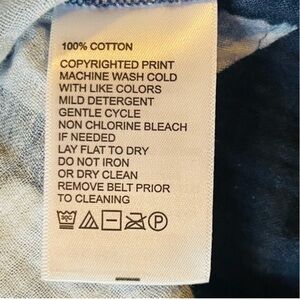 100% COTTON
COPYRIGHTED PRINT
MACHINE WASH COLD
WITH LIKE COLORS
MILD DETERGENT
GENTLE CYCLE
NON CHLORINE BLEACH
IF NEEDED
LAY FLAT TO DRY
DO NOT IRON
OR DRY CLEAN
REMOVE BELT PRIOR
TO CLEANING
P